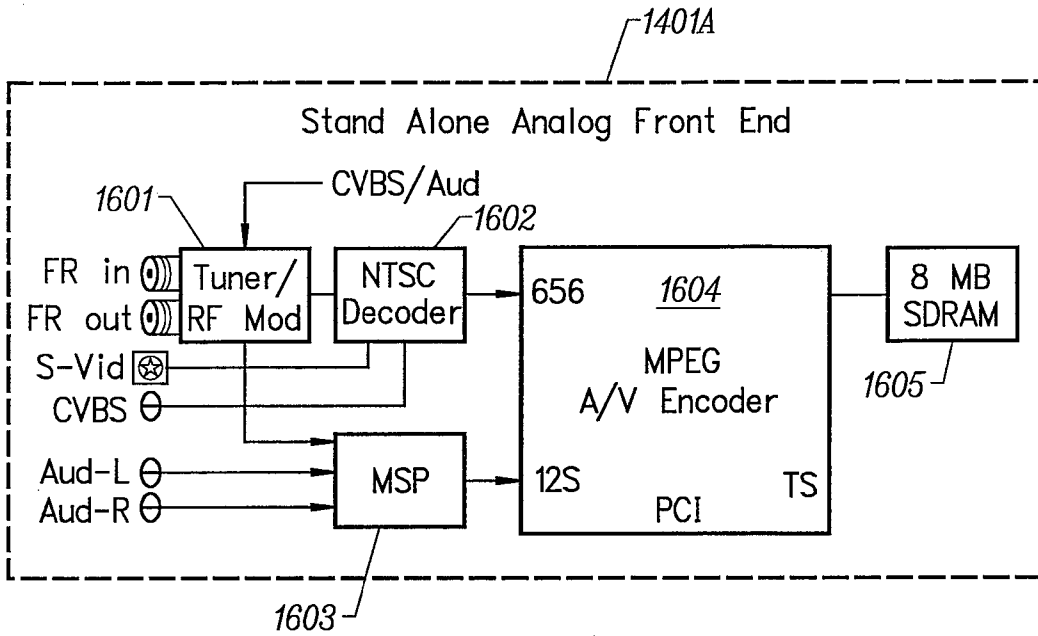 1401A
Stand Alone Analog Front End
CVBS/Aud
1601
1602
FR in
FR out
Tuner/
RF Mod
NTSC
Decoder
656
1604
MPEG
A/V Encoder
8 MB
SDRAM
S-Vid
CVBS
1605
Aud-L
Aud-R
MSP
12S
TS
PCI
1603